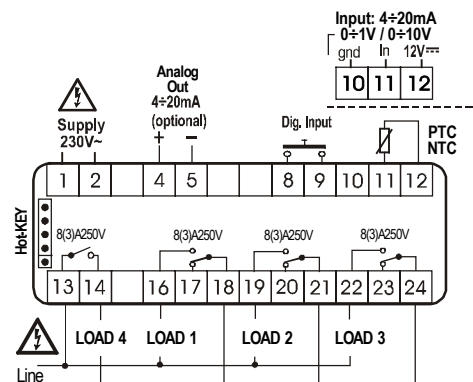 Input: 4÷20mA
0÷1V / 0÷10V
gnd In 12V
10 11 12
Analog
Out
4÷20mA
(optional)
+ −
Supply
230V~
Dig. Input
PTC
NTC
1 2 4 5 8 9 10 11 12
Hot-KEY
8(3)A250V 8(3)A250V 8(3)A250V 8(3)A250V
13 14 16 17 18 19 20 21 22 23 24
LOAD 4 LOAD 1 LOAD 2 LOAD 3
Line